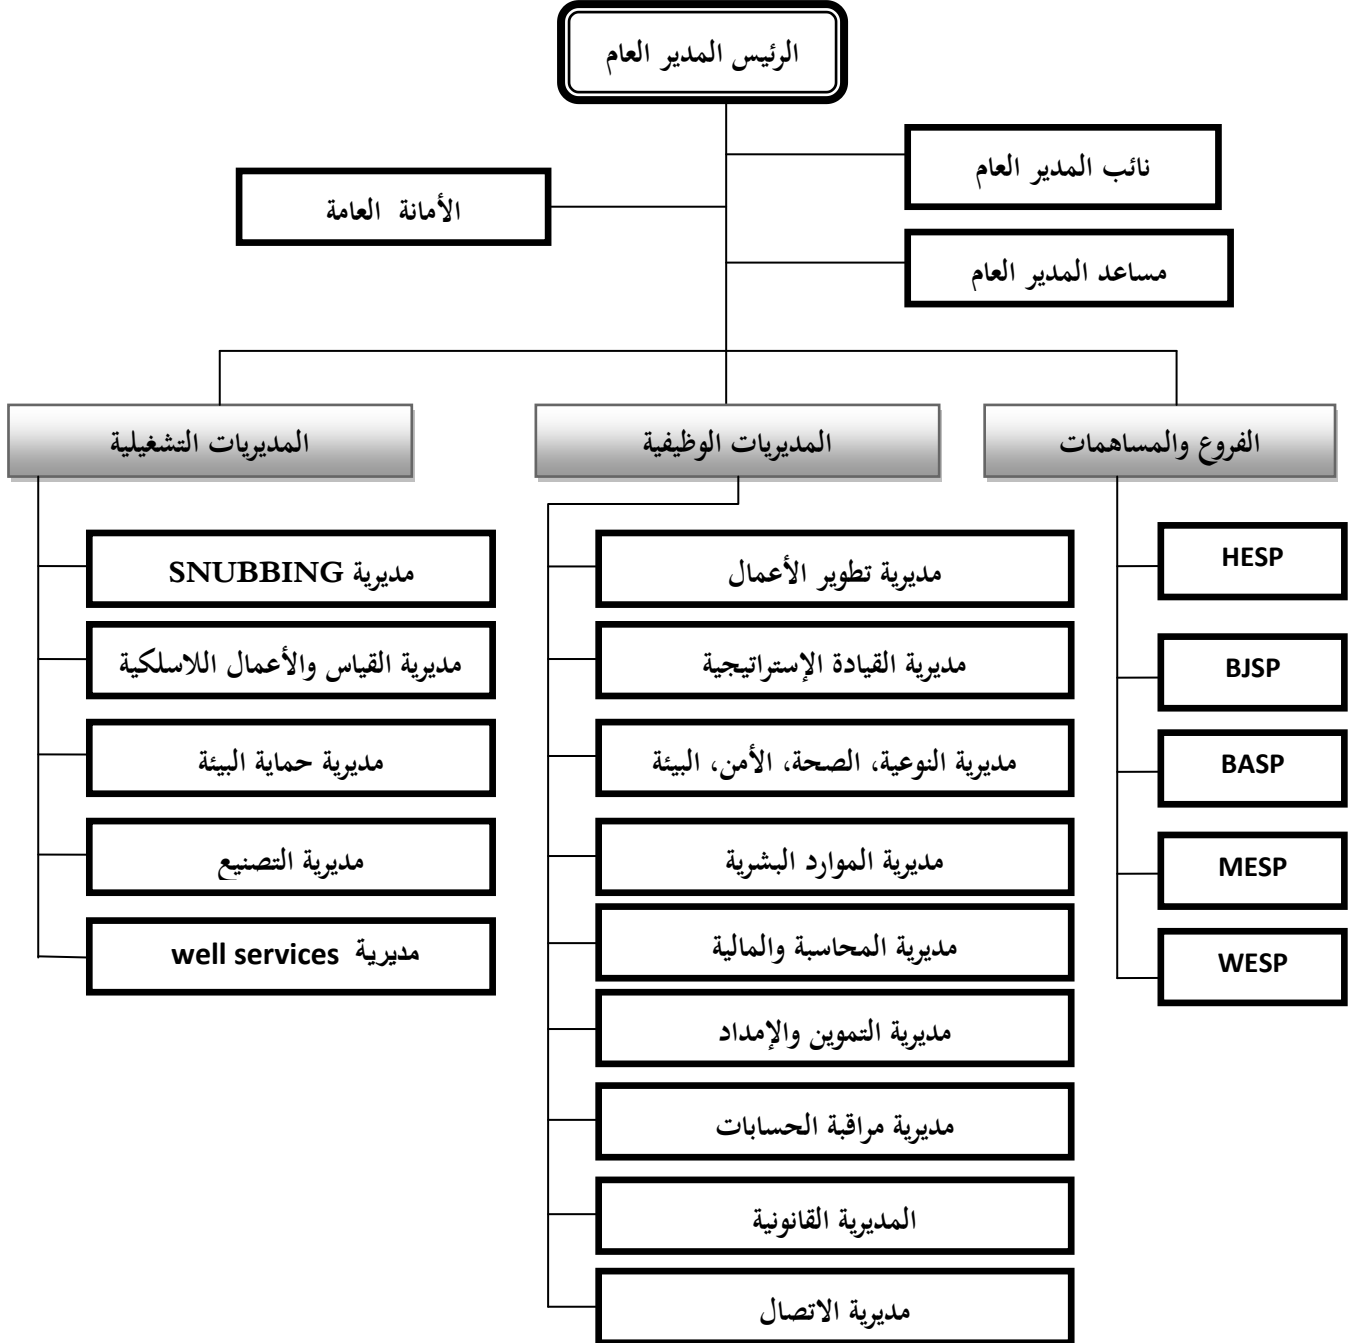 الرئيس المدير العام
نائب المدير العام
الأمانة العامة
مساعد المدير العام
الفروع والمساهمات
المديريات الوظيفية
المديريات التشغيلية
HESP
BJSP
BASP
MESP
WESP
مديرية تطوير الأعمال
مديرية القيادة الإستراتيجية
مديرية النوعية، الصحة، الأمن، البيئة
مديرية الموارد البشرية
مديرية المحاسبة والمالية
مديرية التموين والإمداد
مديرية مراقبة الحسابات
المديرية القانونية
مديرية الاتصال
مديرية SNUBBING
مديرية القياس والأعمال اللاسلكية
مديرية حماية البيئة
مديرية التصنيع
مديرية well services